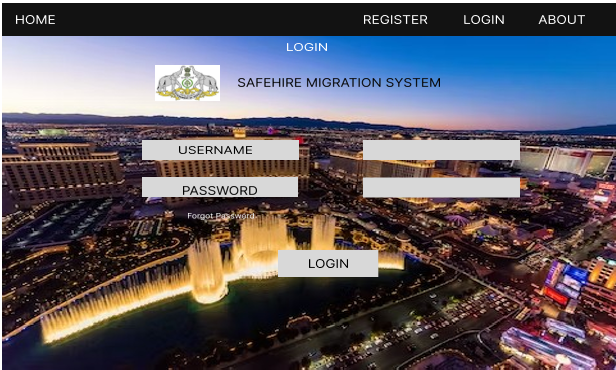 HOME REGISTER LOGIN ABOUT
LOGIN
SAFEHIRE MIGRATION SYSTEM
USERNAME
PASSWORD
Forgot Password
LOGIN